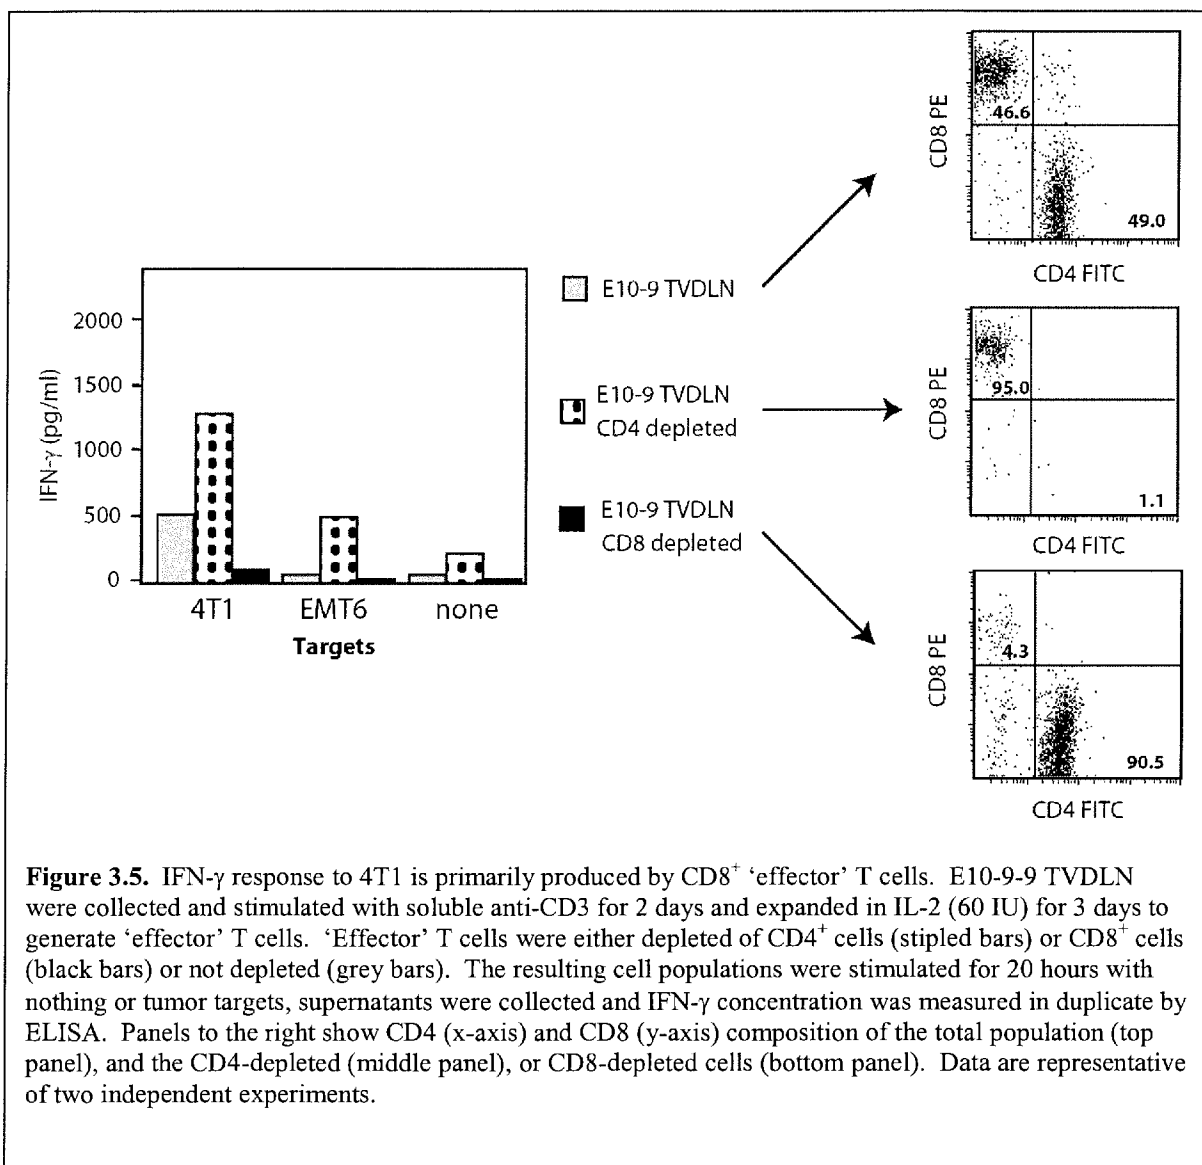 CD8 PE
46.6
49.0
CD4 FITC
IFN-γ (pg/ml)
2000
1500
1000
500
0
4T1 EMT6 none
Targets
E10-9 TVDLN
E10-9 TVDLN
CD4 depleted
E10-9 TVDLN
CD8 depleted
CD8 PE
95.0
1.1
CD4 FITC
CD8 PE
4.3
90.5
CD4 FITC
Figure 3.5. IFN-γ response to 4T1 is primarily produced by CD8⁺ ‘effector’ T cells. E10-9-9 TVDLN
were collected and stimulated with soluble anti-CD3 for 2 days and expanded in IL-2 (60 IU) for 3 days to
generate ‘effector’ T cells. ‘Effector’ T cells were either depleted of CD4⁺ cells (stipled bars) or CD8⁺ cells
(black bars) or not depleted (grey bars). The resulting cell populations were stimulated for 20 hours with
nothing or tumor targets, supernatants were collected and IFN-γ concentration was measured in duplicate by
ELISA. Panels to the right show CD4 (x-axis) and CD8 (y-axis) composition of the total population (top
panel), and the CD4-depleted (middle panel), or CD8-depleted cells (bottom panel). Data are representative
of two independent experiments.